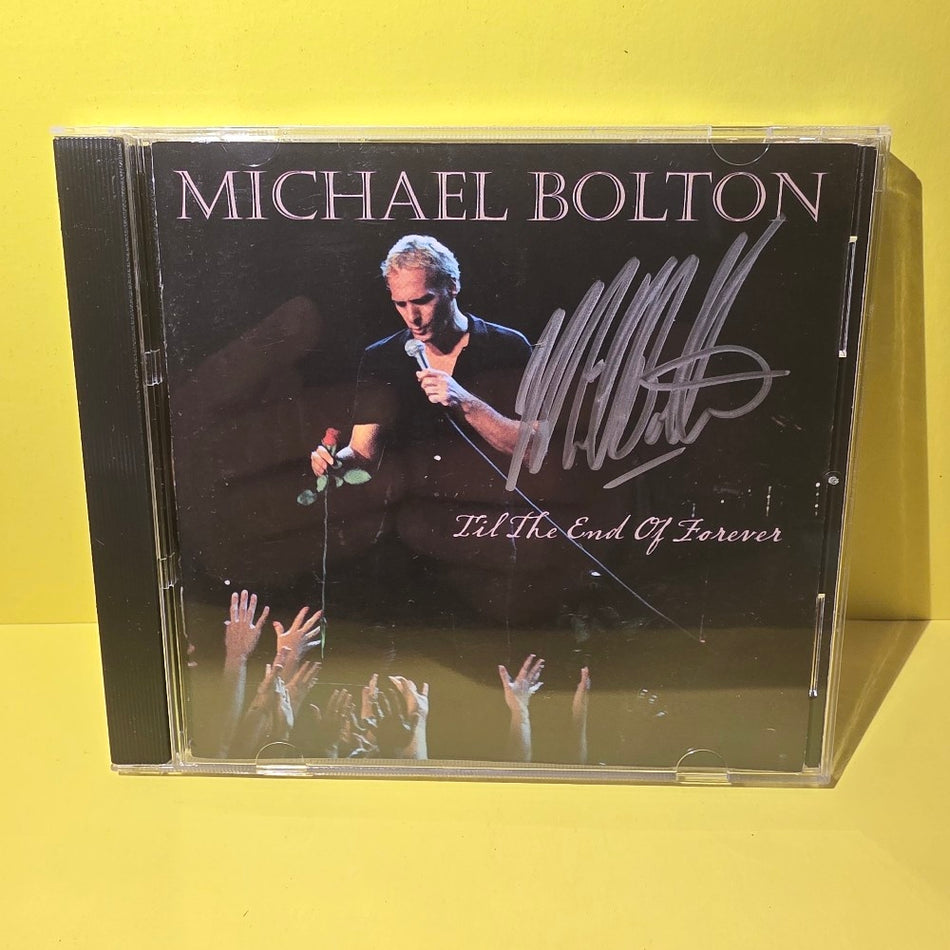 MICHAEL BOLTON
Til The End Of Forever